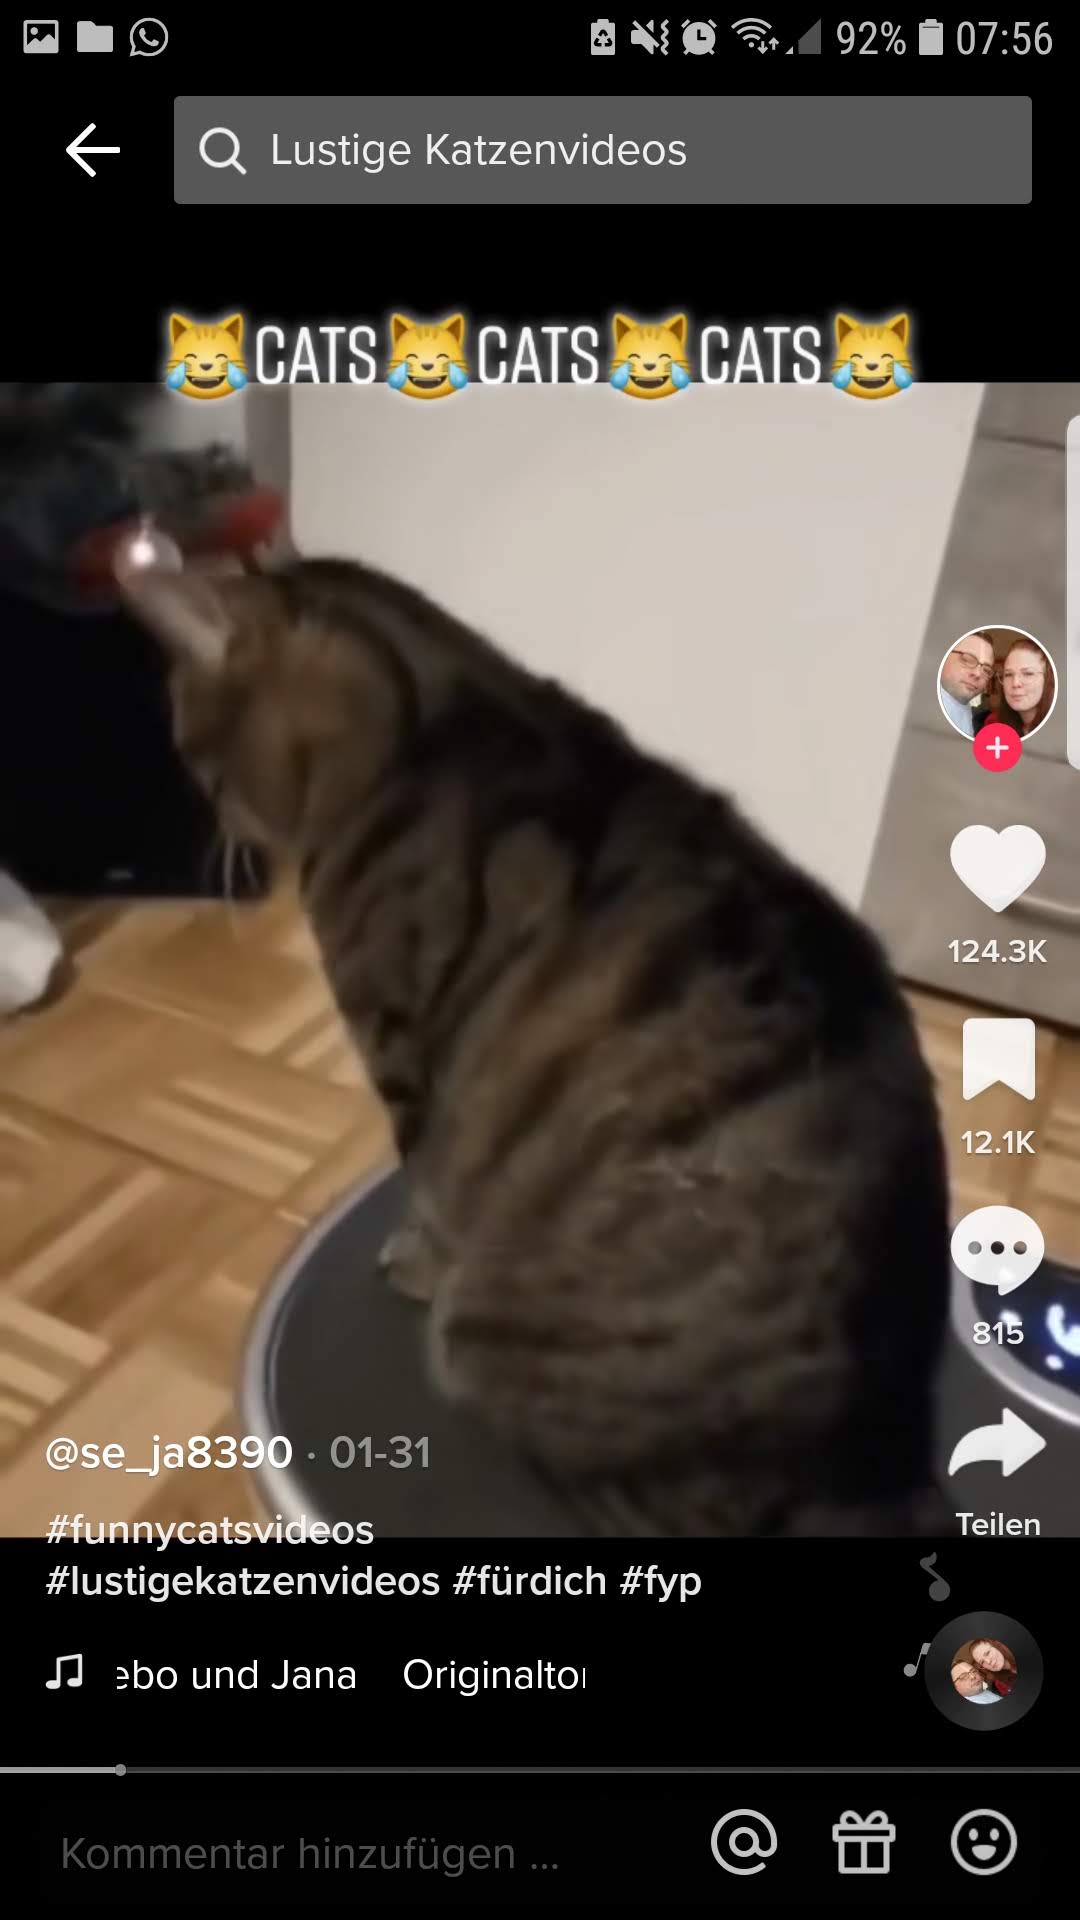 92% 07:56
Lustige Katzenvideos
CATS CATS CATS
124.3K
12.1K
815
@se_ja8390 · 01-31
Teilen
#funnycatsvideos
#lustigekatzenvideos #fürdich #fyp
ebo und Jana Originalton
Kommentar hinzufügen ...